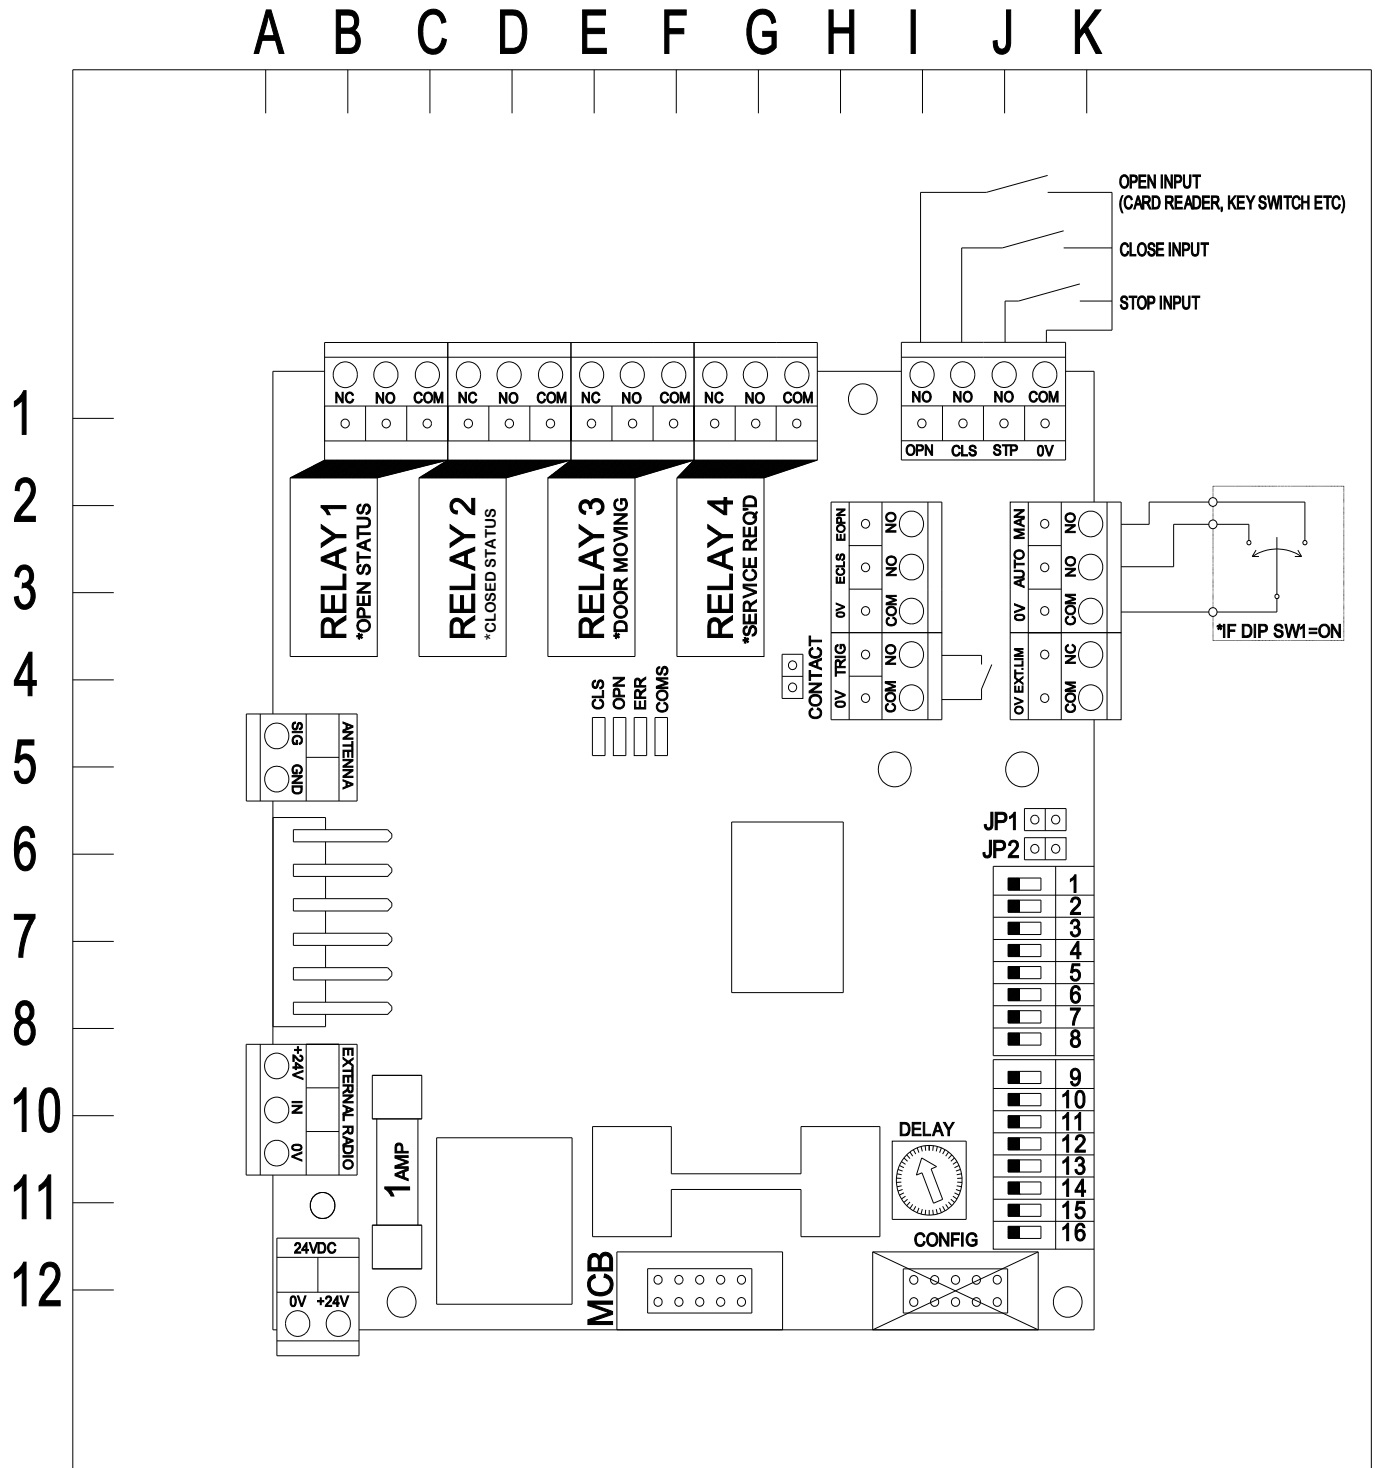 A B C D E F G H I J K
OPEN INPUT
(CARD READER, KEY SWITCH ETC)
CLOSE INPUT
STOP INPUT
NC NO COM NC NO COM NC NO COM NC NO COM
NO NO NO COM
OPN CLS STP 0V
1
2
3
4
5
6
7
8
10
11
12
RELAY 1
*OPEN STATUS
RELAY 2
*CLOSED STATUS
RELAY 3
*DOOR MOVING
RELAY 4
*SERVICE REQ'D
EOPN NO
ECLS NO
0V COM
TRIG NO
0V COM
CONTACT
MAN NO
AUTO NO
0V COM
EXT.LIM NC
OV COM
*IF DIP SW1=ON
CLS
OPN
ERR
COMS
SIG
GND
ANTENNA
JP1
JP2
1
2
3
4
5
6
7
8
9
10
11
12
13
14
15
16
+24V
IN
0V
EXTERNAL RADIO
1 AMP
DELAY
CONFIG
MCB
24VDC
0V +24V